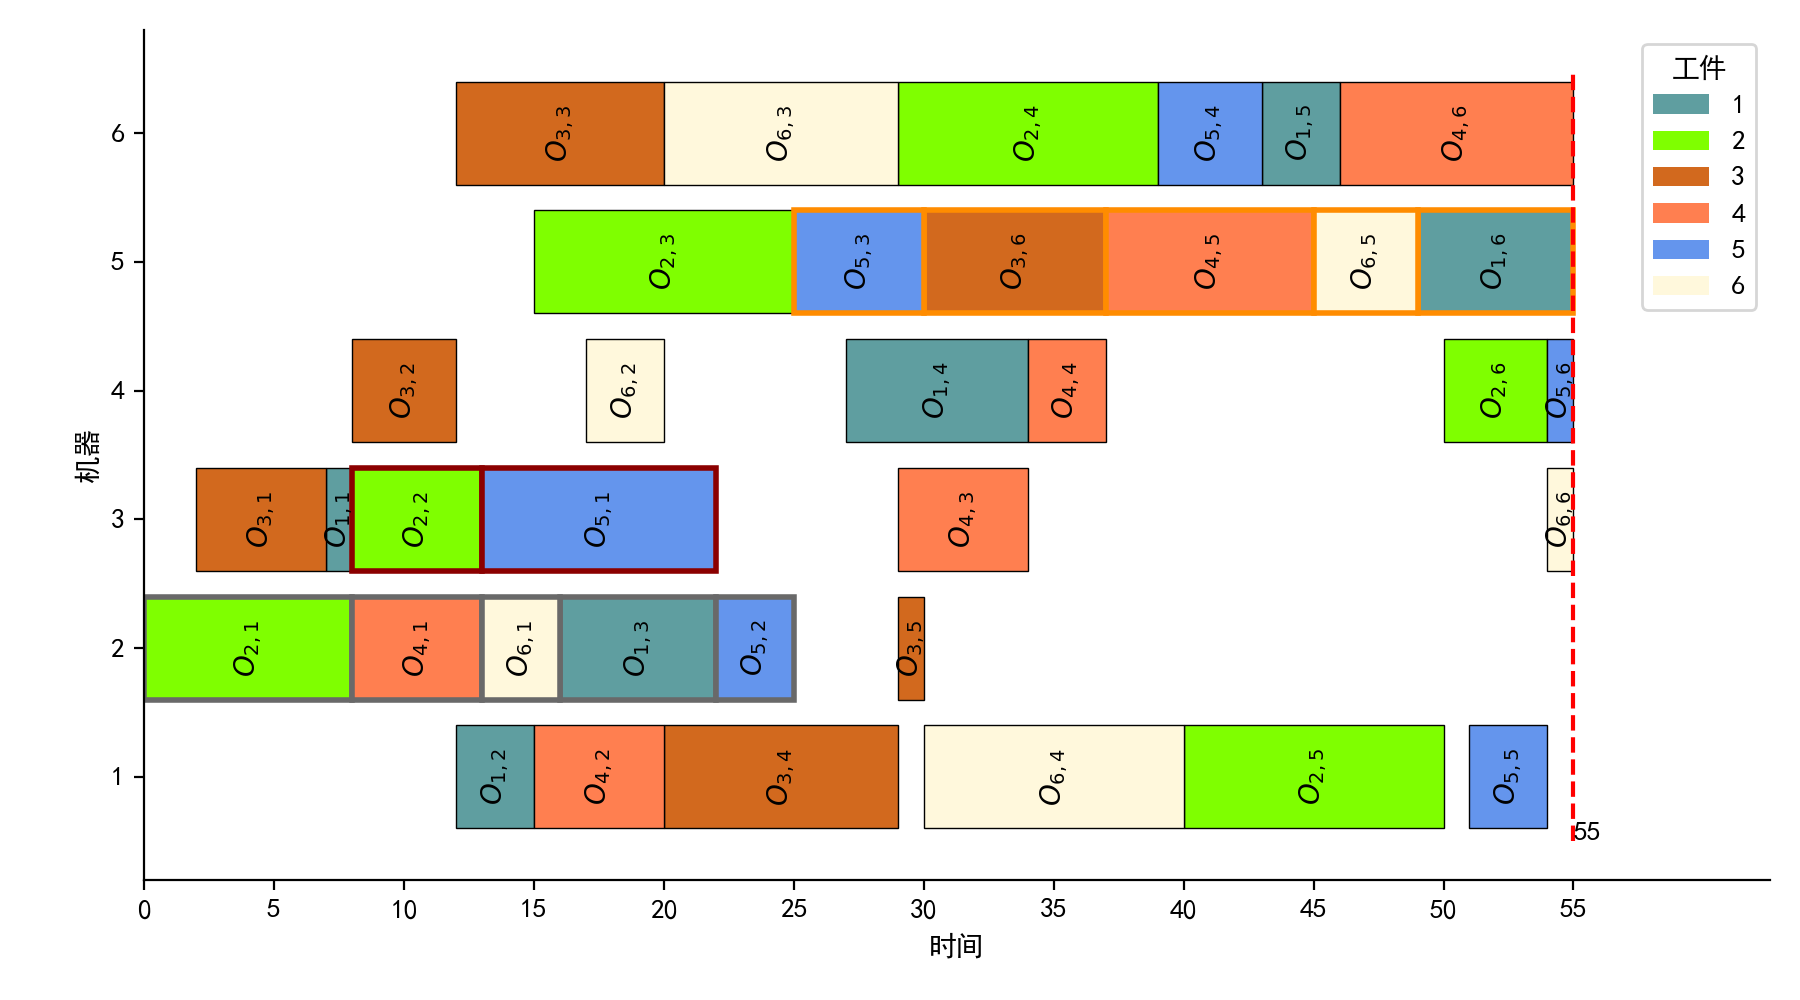 工件
1
2
3
4
5
6
机器
6
O3,3 O6,3 O2,4 O5,4 O1,5 O4,6
5
O2,3 O5,3 O3,6 O4,5 O6,5 O1,6
4
O3,2 O6,2 O1,4 O4,4 O2,6 O5,6
3
O3,1 O1,1 O2,2 O5,1 O4,3 O6,6
2
O2,1 O4,1 O6,1 O1,3 O5,2 O3,5
1
O1,2 O4,2 O3,4 O6,4 O2,5 O5,5
55
0 5 10 15 20 25 30 35 40 45 50 55
时间